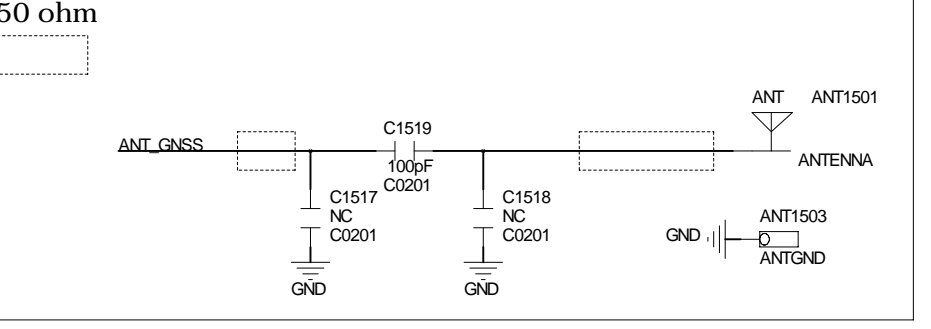 50 ohm
ANT
ANT1501
C1519
ANT_GNSS
100pF
C0201
ANTENNA
C1517
NC
C0201
C1518
NC
C0201
ANT1503
GND
ANTGND
GND
GND